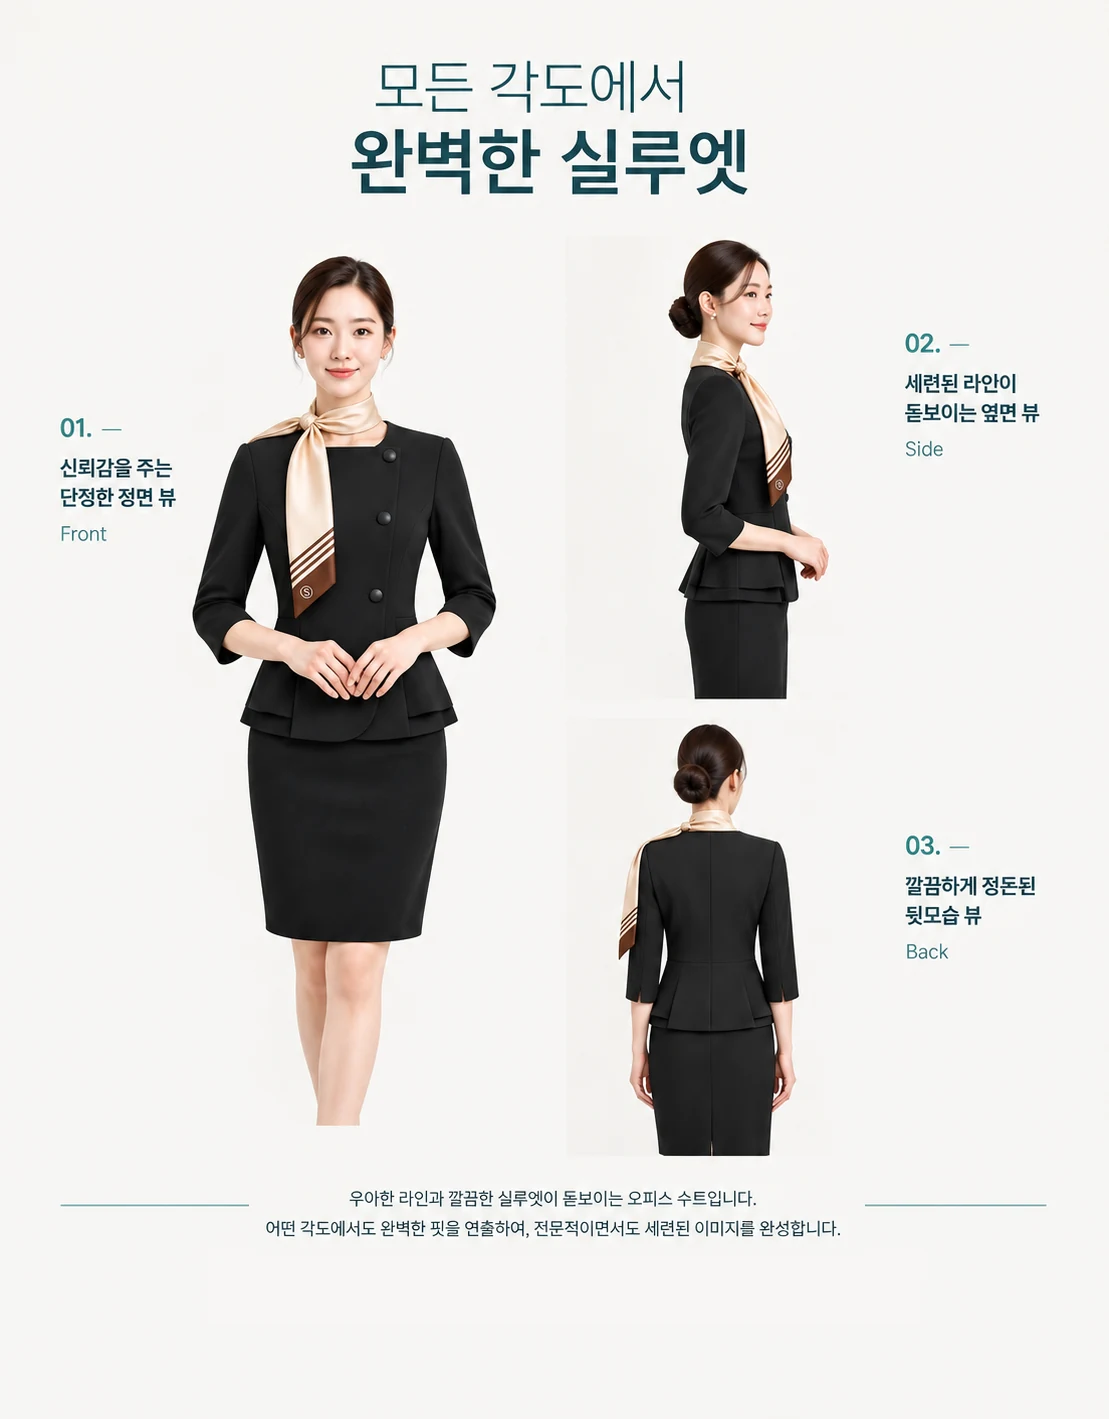 모든 각도에서
완벽한 실루엣
01. —
신뢰감을 주는
단정한 정면 뷰
Front
02. —
세련된 라안이
돋보이는 옆면 뷰
Side
03. —
깔끔하게 정돈된
뒷모습 뷰
Back
S
S
우아한 라인과 깔끔한 실루엣이 돋보이는 오피스 수트입니다.
어떤 각도에서도 완벽한 핏을 연출하여, 전문적이면서도 세련된 이미지를 완성합니다.